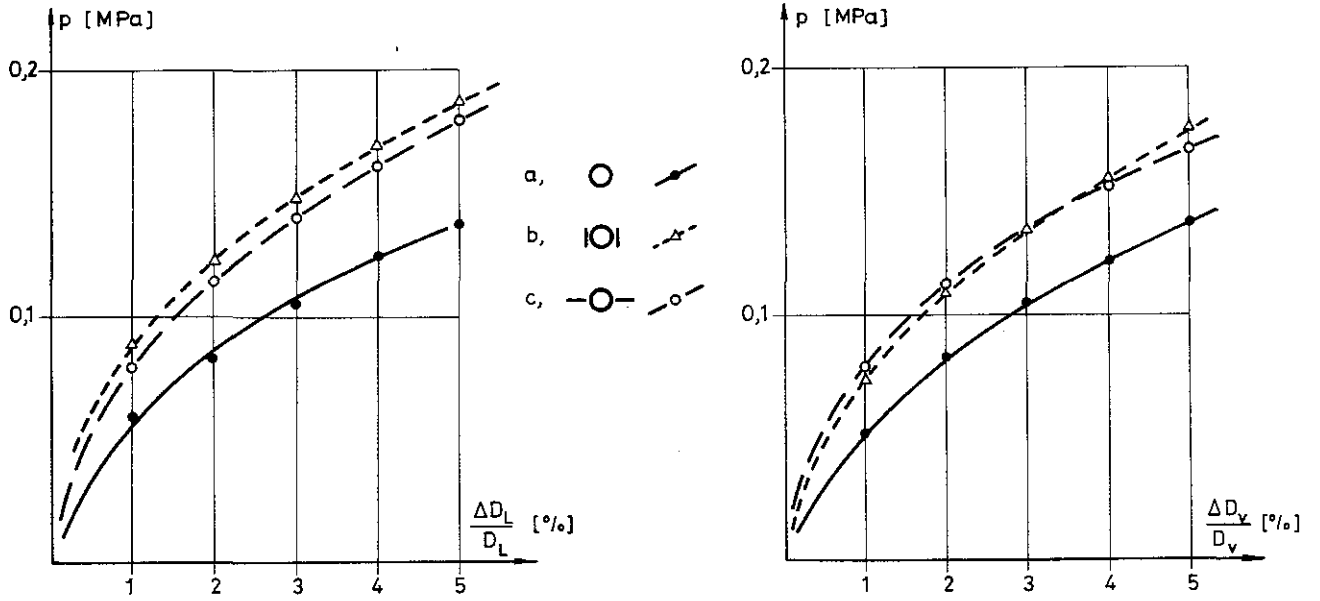 p [MPa]
0,2
0,1
1 2 3 4 5
ΔD_L
D_L
[%]
a,
b,
c,
p [MPa]
0,2
0,1
1 2 3 4 5
ΔD_v
D_v
[%]